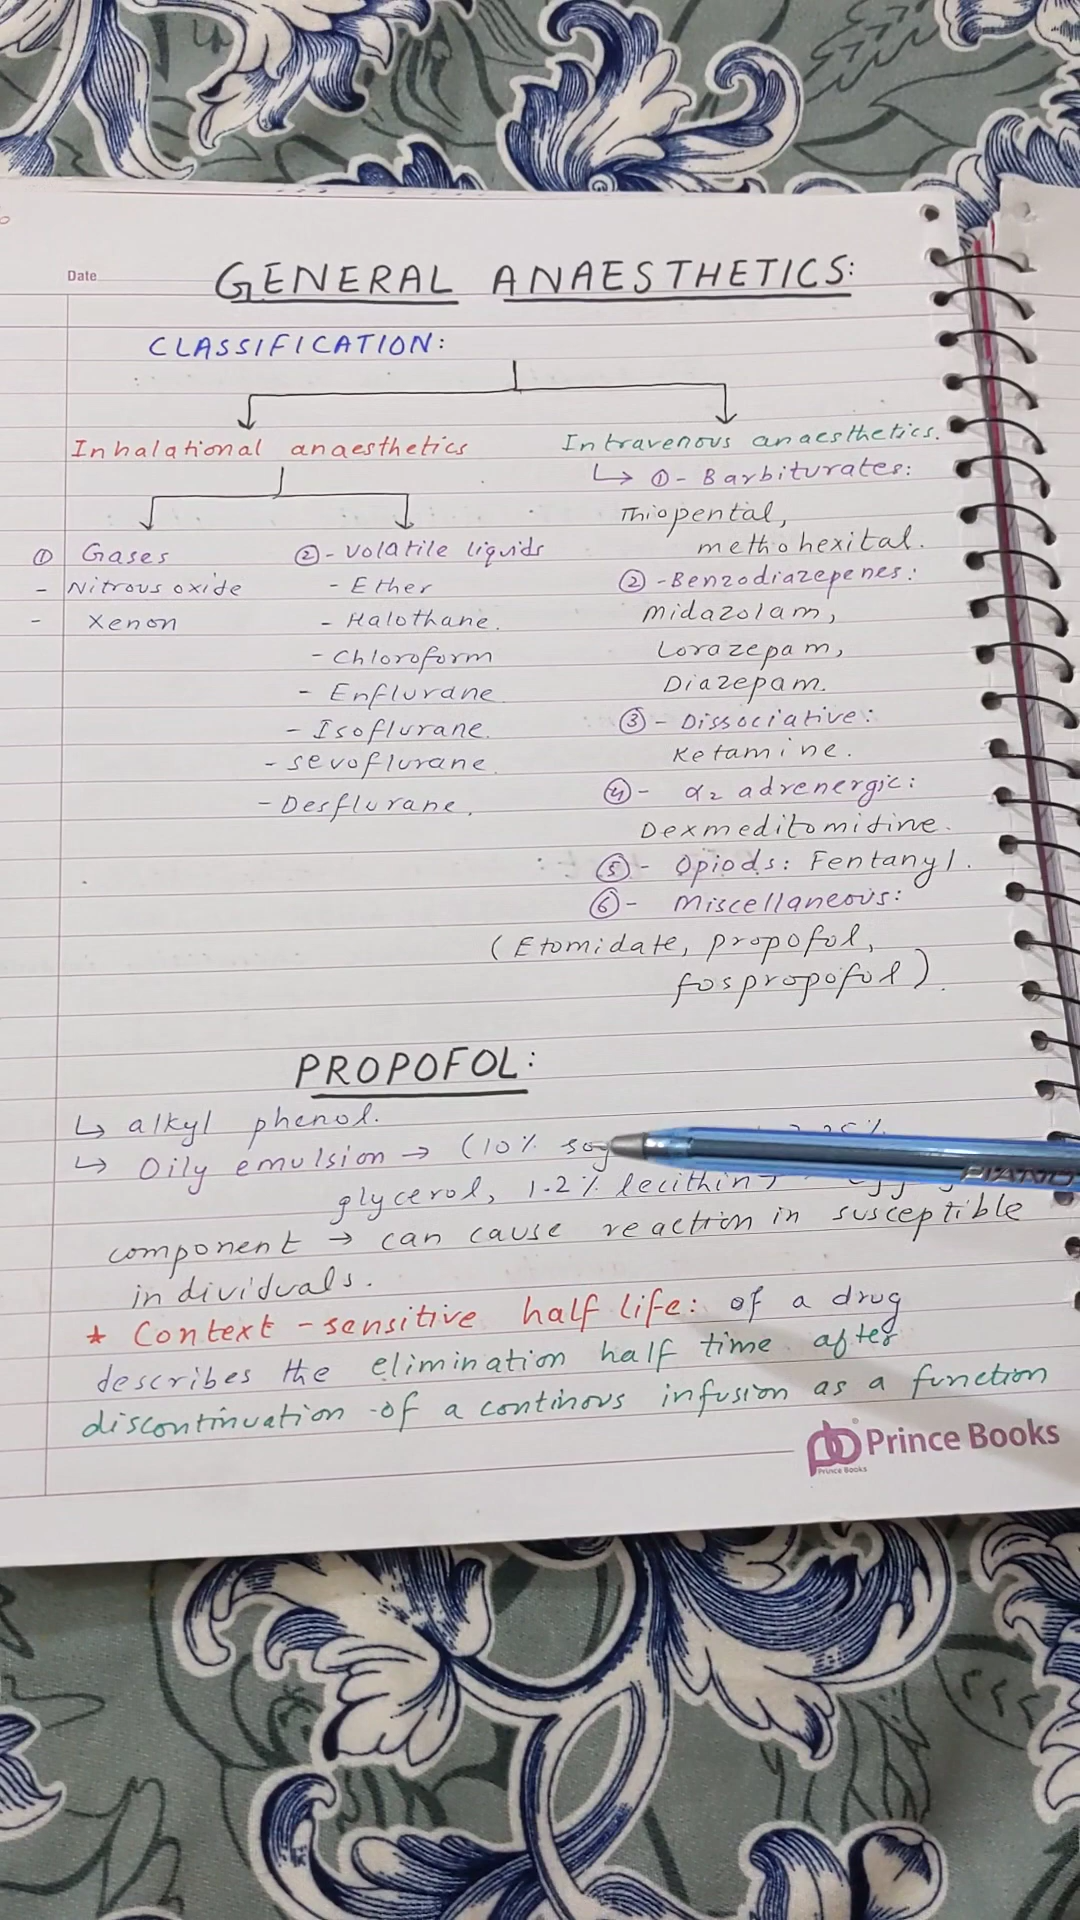 Date
GENERAL ANAESTHETICS:
CLASSIFICATION:
Inhalational anaesthetics
① Gases
- Nitrous oxide
- Xenon
②- volatile liquids
- Ether
- Halothane.
- Chloroform
- Enflurane
- Isoflurane.
- sevoflurane
- Desflurane.
Intravenous anaesthetics.
↳ ①- Barbiturates:
Thiopental,
methohexital.
② -Benzodiazepenes:
midazolam,
Lorazepam,
Diazepam.
③ - Dissociative:
Ketamine.
④- α2 adrenergic:
Dexmeditomidine.
⑤- Opiods: Fentanyl.
⑥- Miscellaneous:
(Etomidate, propofol,
fospropofol).
PROPOFOL:
↳ alkyl phenol.
↳ Oily emulsion → (10%
glycerol, 1.2% lecithin)
component → can cause reaction in susceptible
individuals.
* Context-sensitive half life: of a drug
describes the elimination half time after
discontinuation of a continous infusion as a function
Prince Books
Prince Books
PIANO